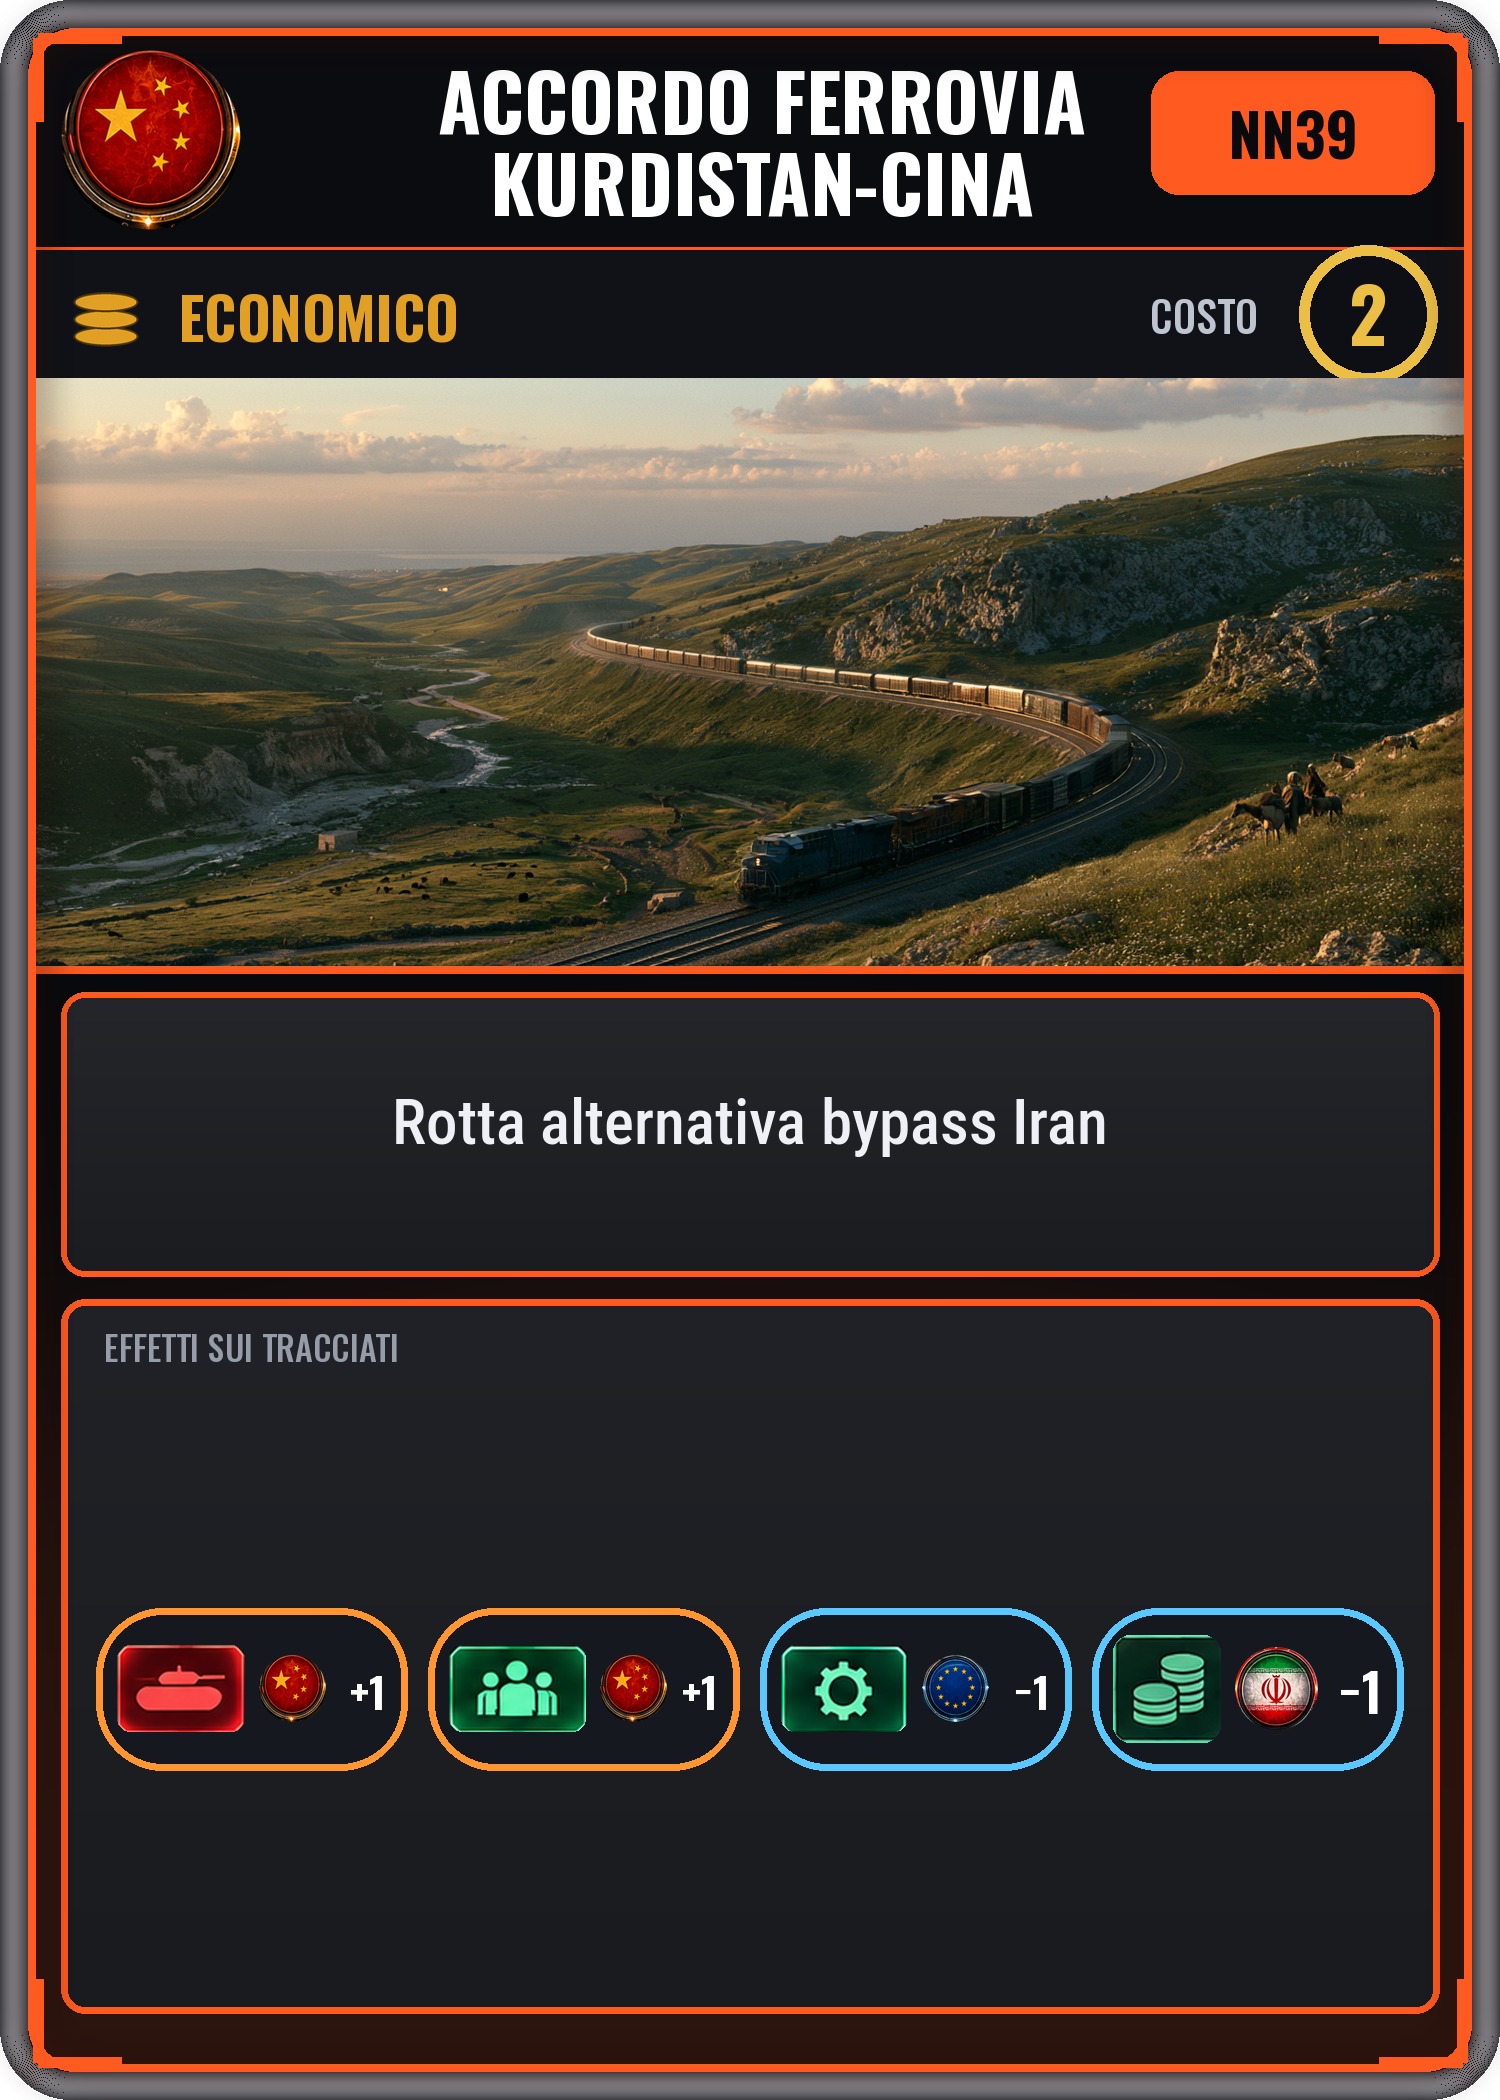 ACCORDO FERROVIA
KURDISTAN-CINA
NN39
ECONOMICO
COSTO
2
Rotta alternativa bypass Iran
EFFETTI SUI TRACCIATI
+1
+1
-1
-1